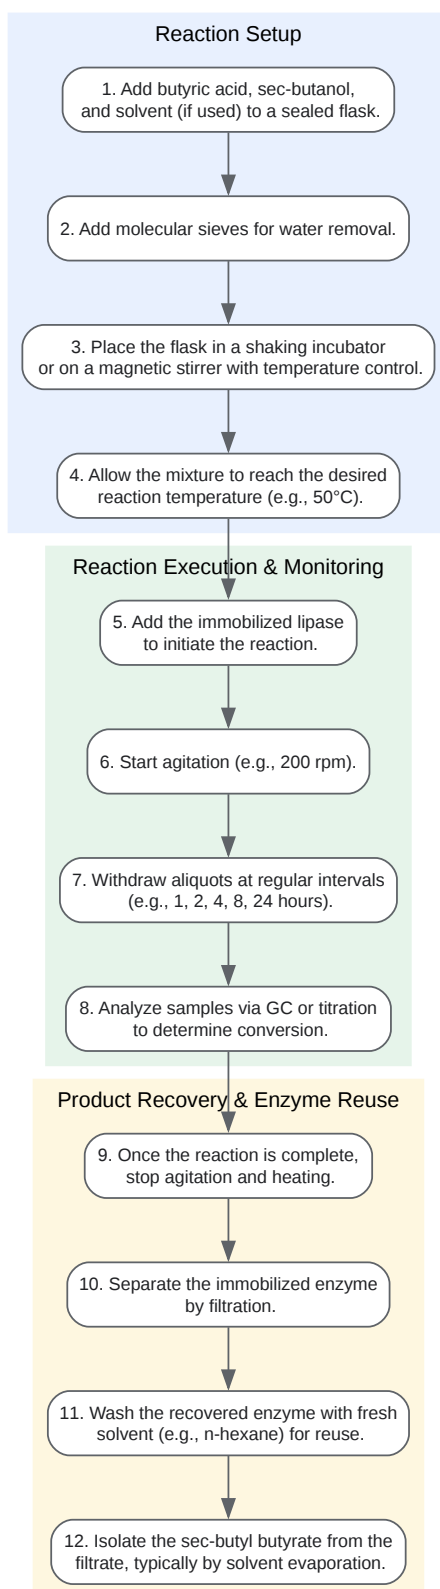 Reaction Setup
1. Add butyric acid, sec-butanol,
and solvent (if used) to a sealed flask.
2. Add molecular sieves for water removal.
3. Place the flask in a shaking incubator
or on a magnetic stirrer with temperature control.
4. Allow the mixture to reach the desired
reaction temperature (e.g., 50°C).
Reaction Execution & Monitoring
5. Add the immobilized lipase
to initiate the reaction.
6. Start agitation (e.g., 200 rpm).
7. Withdraw aliquots at regular intervals
(e.g., 1, 2, 4, 8, 24 hours).
8. Analyze samples via GC or titration
to determine conversion.
Product Recovery & Enzyme Reuse
9. Once the reaction is complete,
stop agitation and heating.
10. Separate the immobilized enzyme
by filtration.
11. Wash the recovered enzyme with fresh
solvent (e.g., n-hexane) for reuse.
12. Isolate the sec-butyl butyrate from the
filtrate, typically by solvent evaporation.